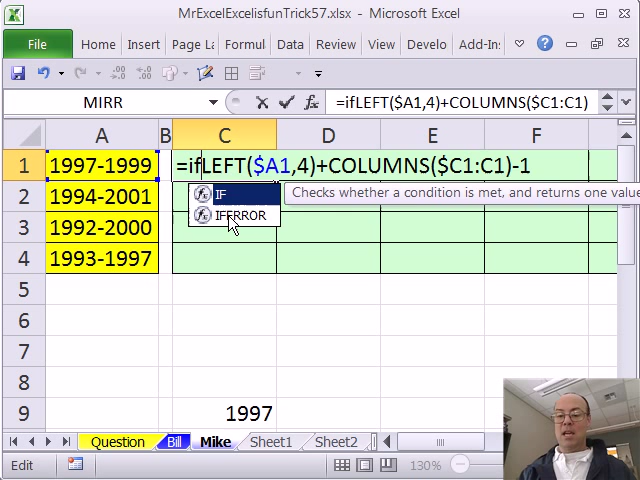 MrExcelExcelisfunTrick57.xlsx - Microsoft Excel
File Home Insert Page La Formul Data Review View Develo Add-Ins
MIRR =ifLEFT($A1,4)+COLUMNS($C1:C1)
A B C D E F
1 1997-1999 =ifLEFT($A1,4)+COLUMNS($C1:C1)-1
IF Checks whether a condition is met, and returns one value
2 1994-2001
IFERROR
3 1992-2000
4 1993-1997
5
6
7
8
9 1997
Question Bill Mike Sheet1 Sheet2
Edit 130%